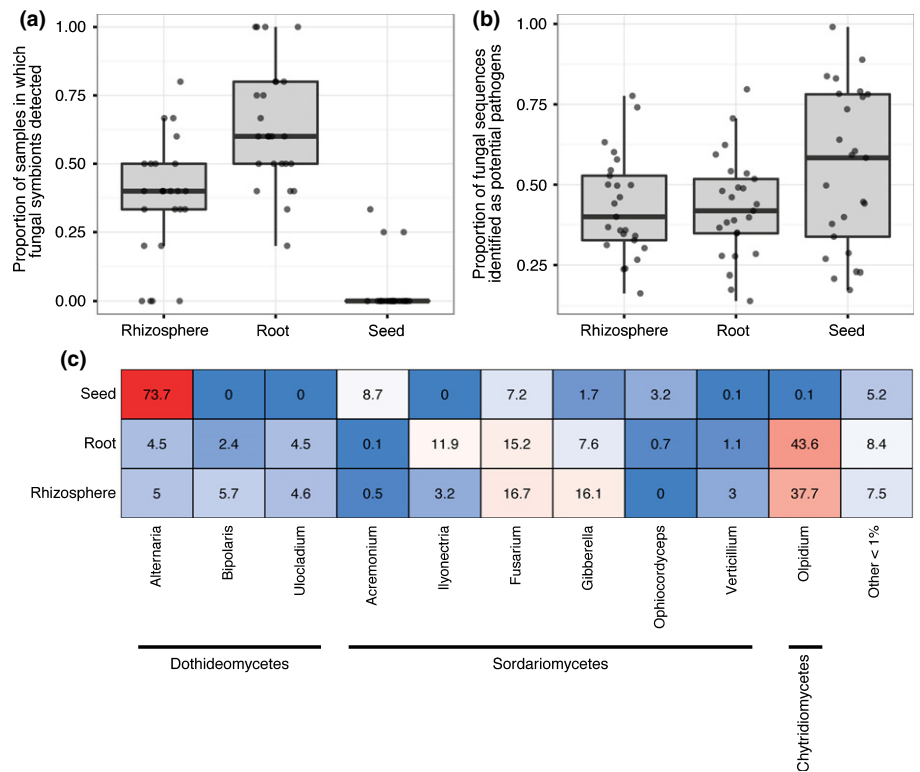 (a)
Proportion of samples in which
fungal symbionts detected
1.00
0.75
0.50
0.25
0.00
Rhizosphere Root Seed
(b)
Proportion of fungal sequences
identified as potential pathogens
1.00
0.75
0.50
0.25
Rhizosphere Root Seed
(c)
Seed 73.7 0 0 8.7 0 7.2 1.7 3.2 0.1 0.1 5.2
Root 4.5 2.4 4.5 0.1 11.9 15.2 7.6 0.7 1.1 43.6 8.4
Rhizosphere 5 5.7 4.6 0.5 3.2 16.7 16.1 0 3 37.7 7.5
Alternaria
Bipolaris
Ulocladium
Acremonium
Ilyonectria
Fusarium
Gibberella
Ophiocordyceps
Verticillium
Olpidium
Other < 1%
Dothideomycetes
Sordariomycetes
Chytridiomycetes